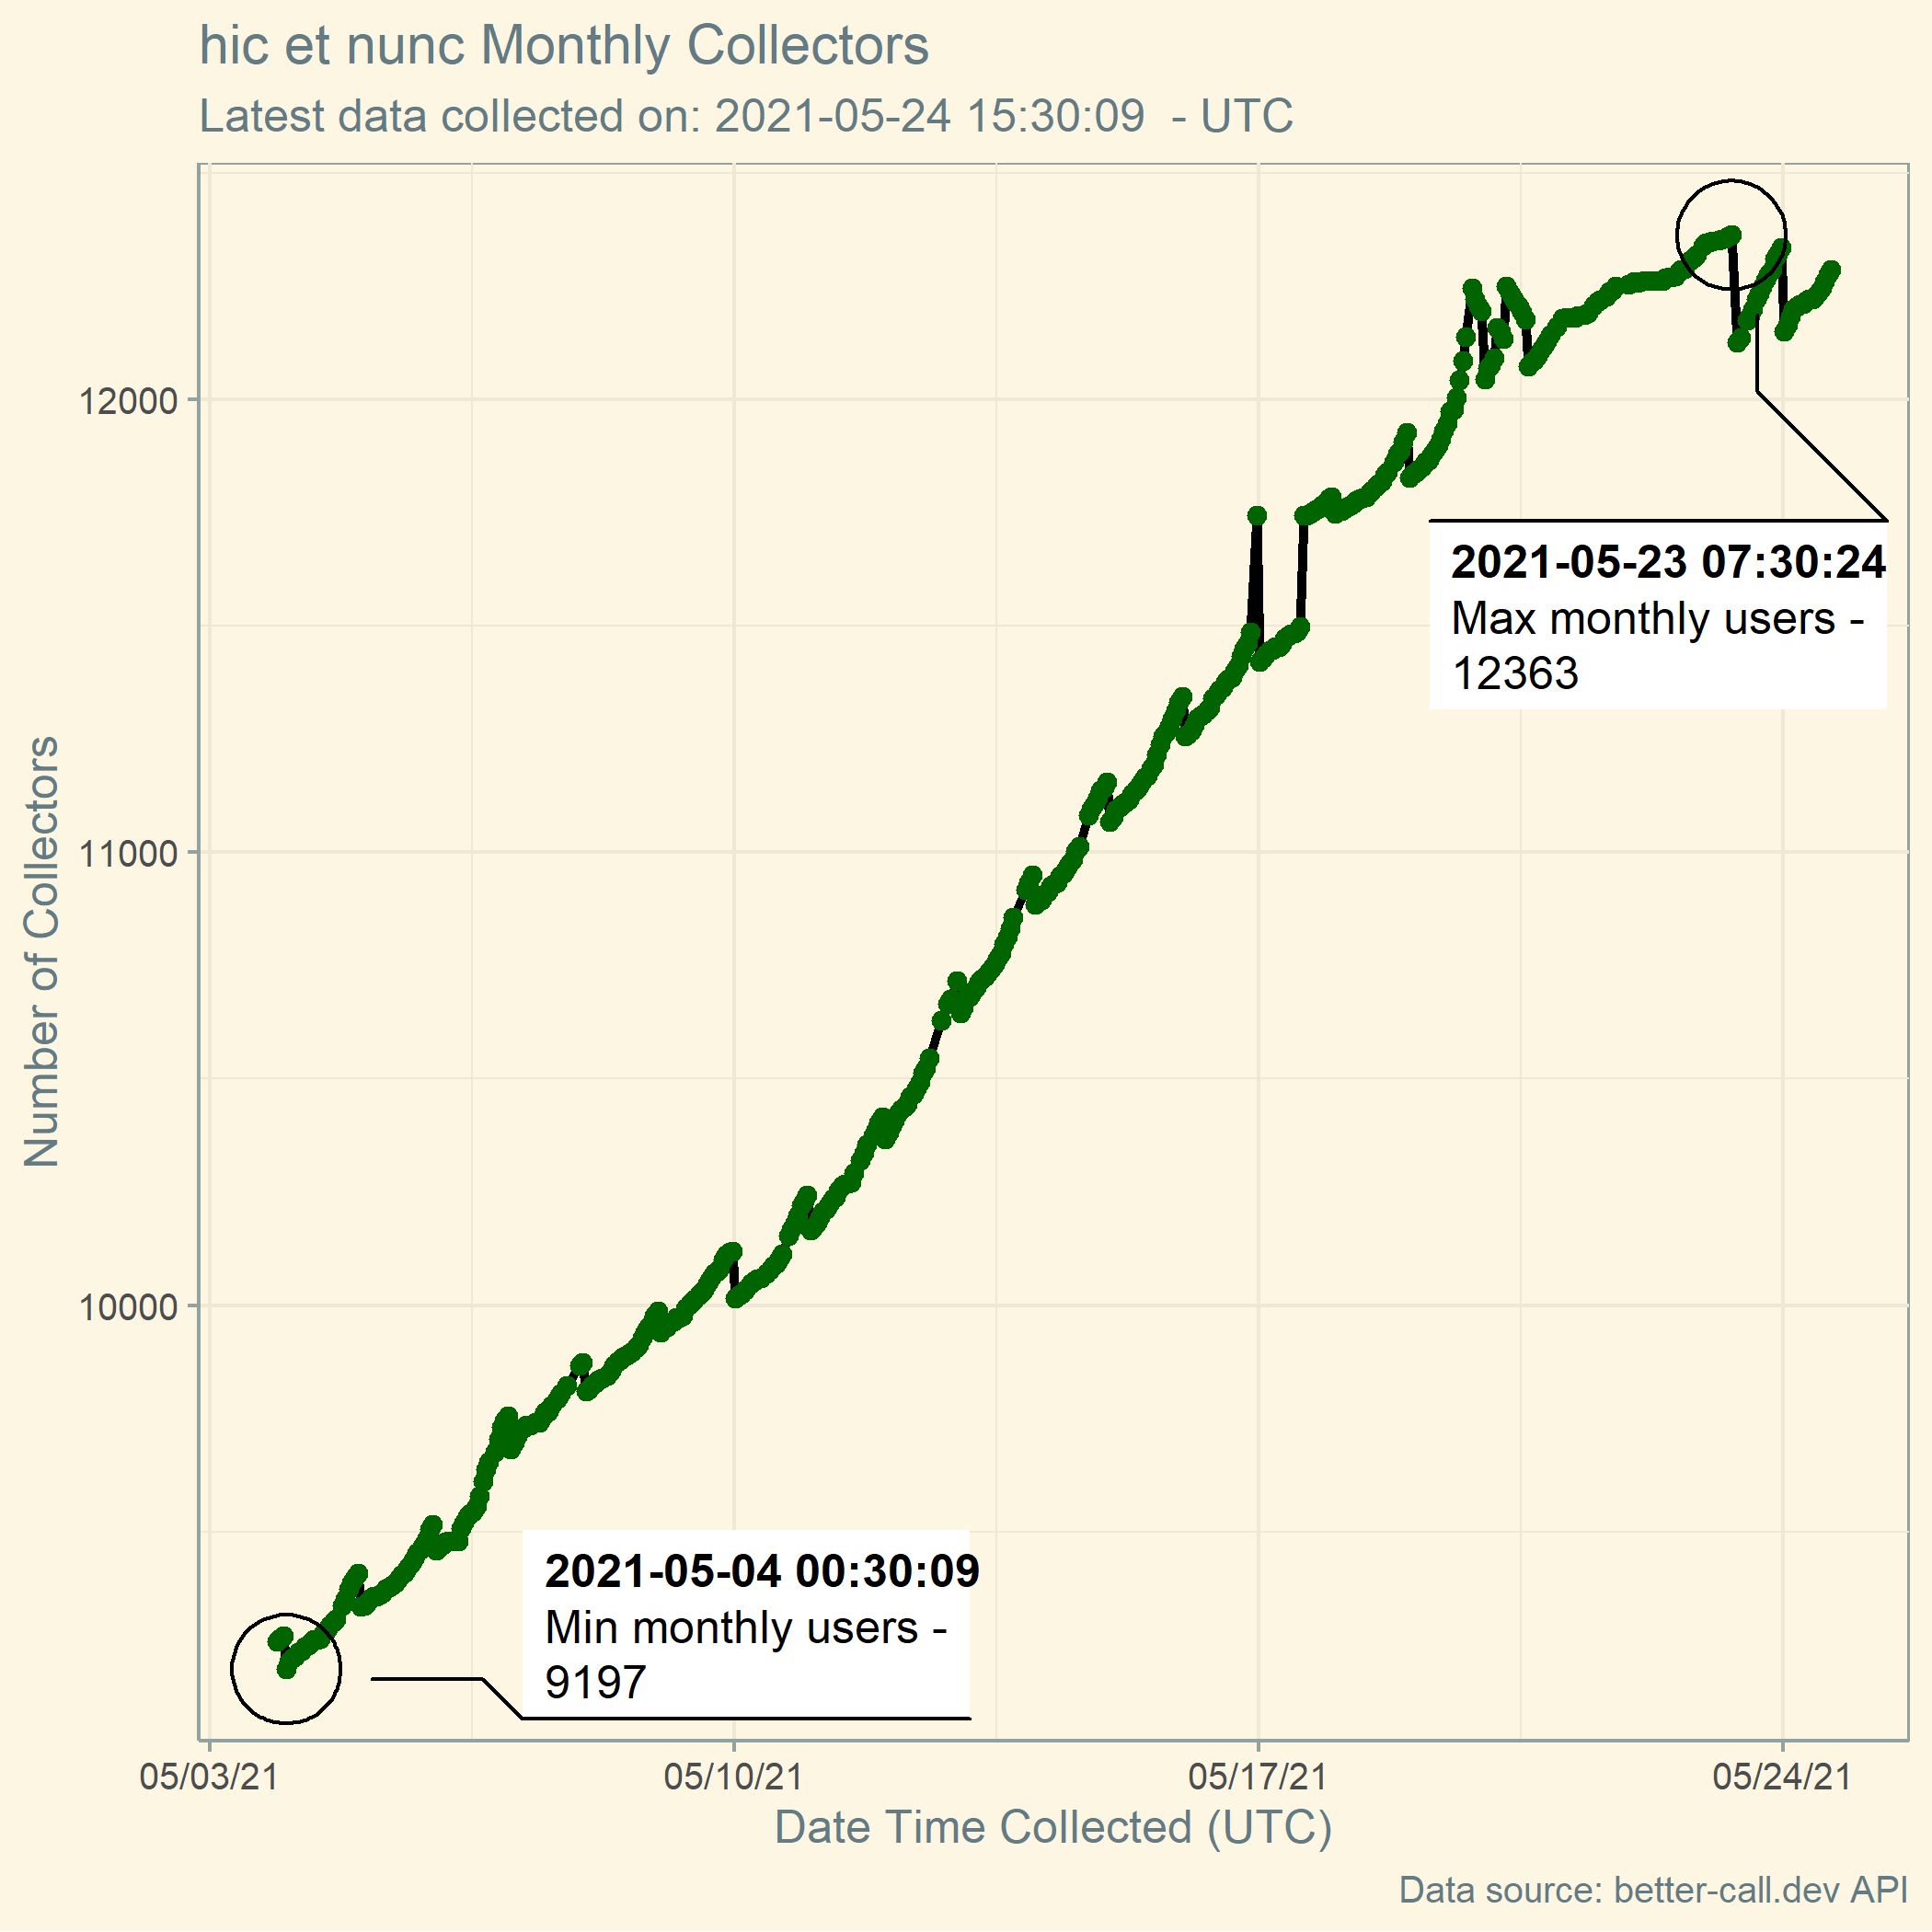 hic et nunc Monthly Collectors
Latest data collected on: 2021-05-24 15:30:09  - UTC
Number of Collectors
12000
11000
10000
2021-05-23 07:30:24
Max monthly users -
12363
2021-05-04 00:30:09
Min monthly users -
9197
05/03/21
05/10/21
05/17/21
05/24/21
Date Time Collected (UTC)
Data source: better-call.dev API